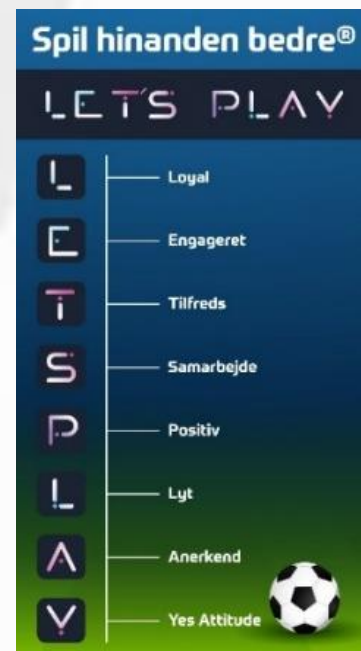 Spil hinanden bedre®
LET'S PLAY
L Loyal
E Engageret
T Tilfreds
S Samarbejde
P Positiv
L Lyt
A Anerkend
Y Yes Attitude